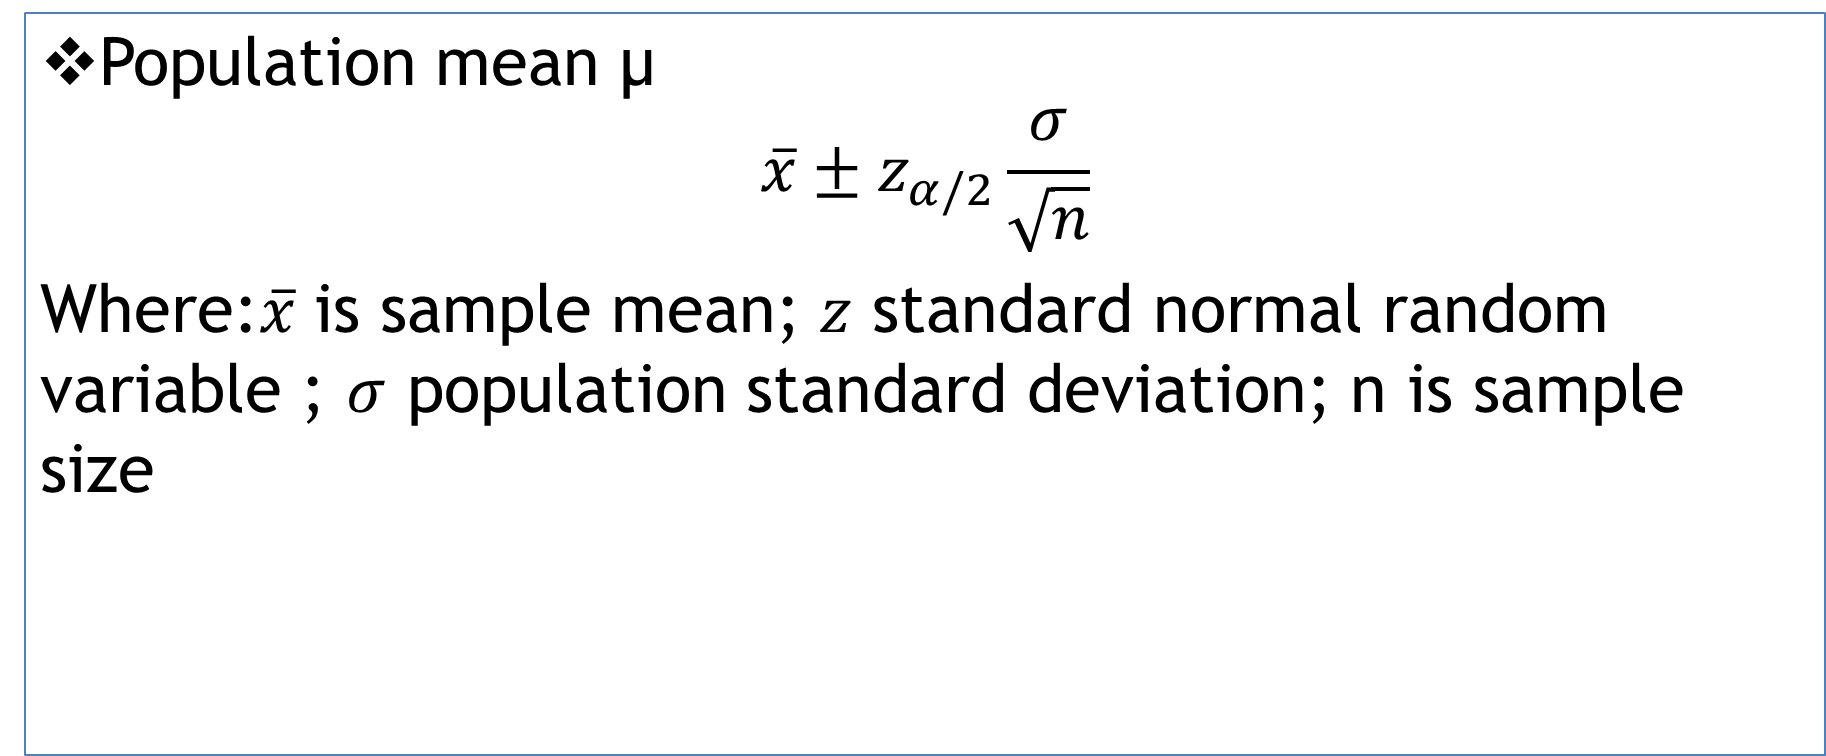 ❖Population mean µ
x̄ ± z_{α/2} σ/√n
Where:x̄ is sample mean; z standard normal random
variable ; σ population standard deviation; n is sample
size